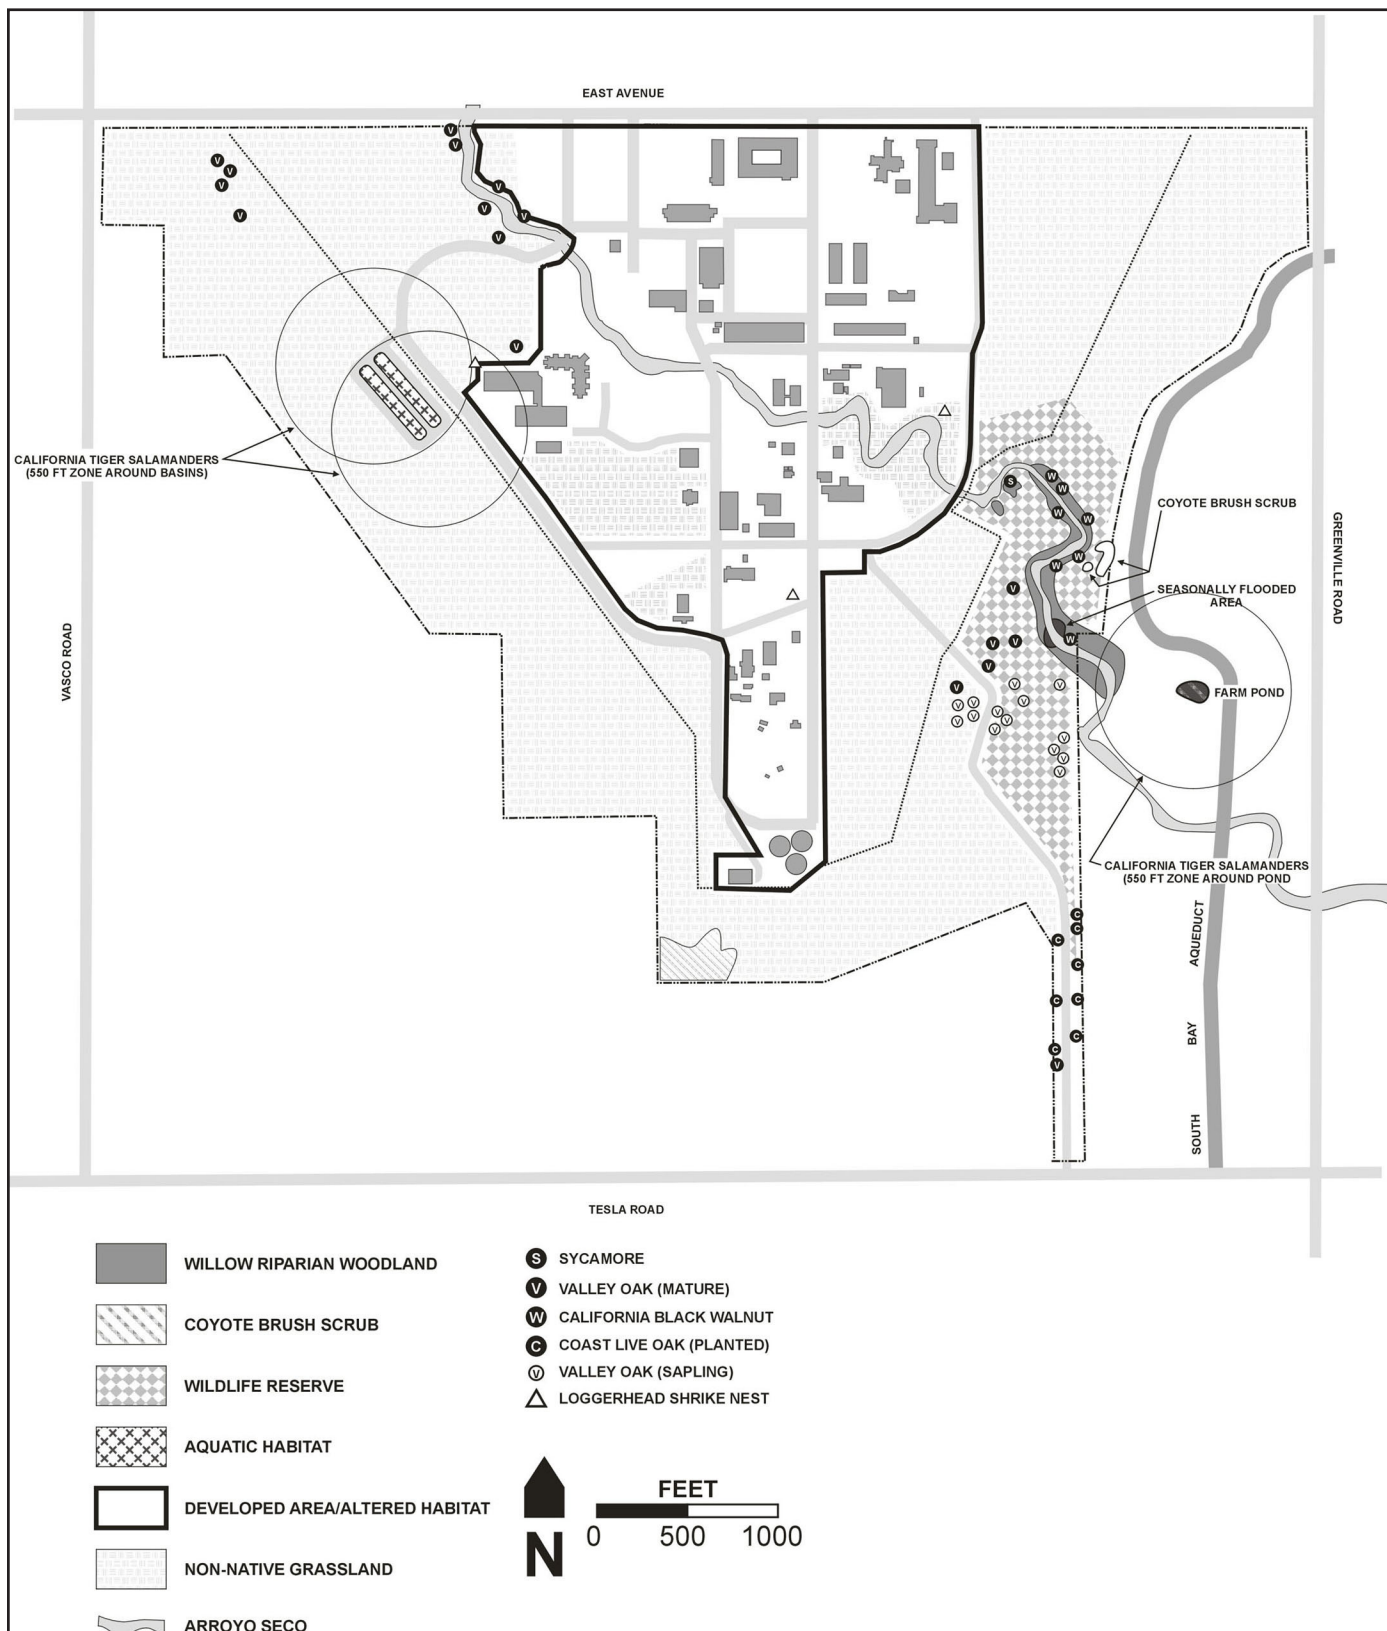 EAST AVENUE
CALIFORNIA TIGER SALAMANDERS
(550 FT ZONE AROUND BASINS)
COYOTE BRUSH SCRUB
SEASONALLY FLOODED
AREA
GREENVILLE ROAD
VASCO ROAD
FARM POND
CALIFORNIA TIGER SALAMANDERS
(550 FT ZONE AROUND POND
SOUTH BAY AQUEDUCT
TESLA ROAD
WILLOW RIPARIAN WOODLAND
COYOTE BRUSH SCRUB
WILDLIFE RESERVE
AQUATIC HABITAT
DEVELOPED AREA/ALTERED HABITAT
NON-NATIVE GRASSLAND
ARROYO SECO
S SYCAMORE
V VALLEY OAK (MATURE)
W CALIFORNIA BLACK WALNUT
C COAST LIVE OAK (PLANTED)
V VALLEY OAK (SAPLING)
LOGGERHEAD SHRIKE NEST
N
FEET
0 500 1000